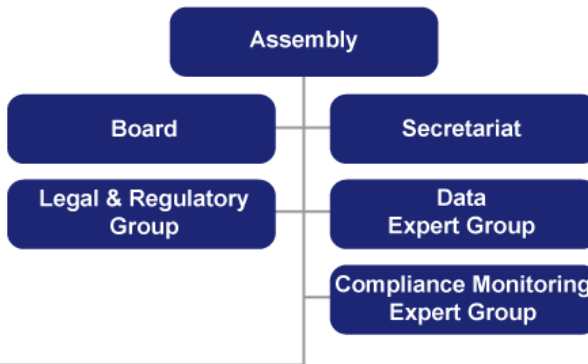 Assembly
Board
Secretariat
Legal & Regulatory
Group
Data
Expert Group
Compliance Monitoring
Expert Group